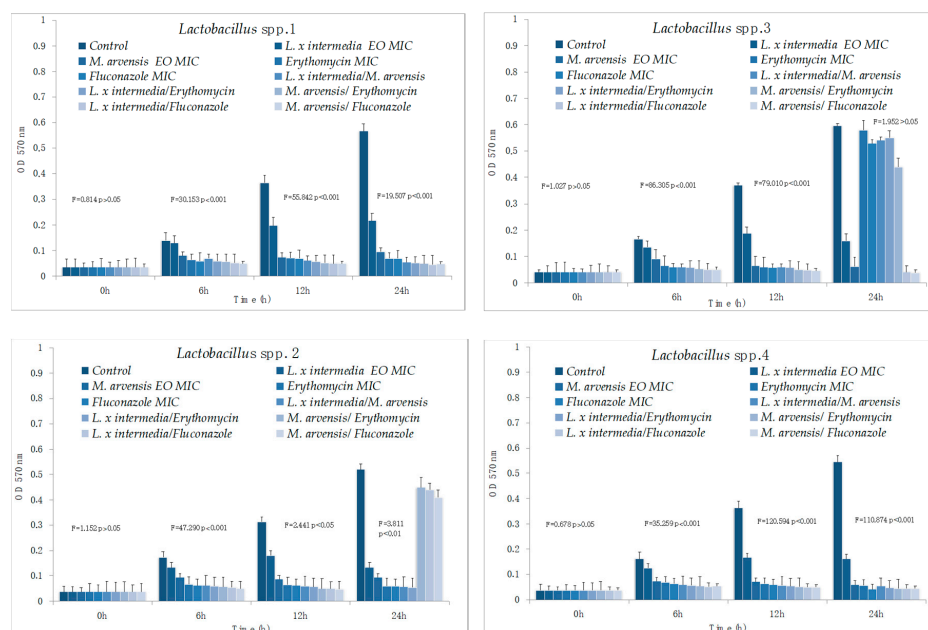 Lactobacillus spp.1
1
0.9
0.8
0.7
0.6
0.5
0.4
0.3
0.2
0.1
0
OD 570 nm
Control
L. x intermedia EO MIC
M. arvensis EO MIC
Erythomycin MIC
Fluconazole MIC
L. x intermedia/M. arvensis
L. x intermedia/Erythomycin
M. arvensis/ Erythomycin
L. x intermedia/Fluconazole
M. arvensis/ Fluconazole
F=0.814 p>0.05
F=30.153 p<0.001
F=55.842 p<0.001
F=19.507 p<0.001
0h
6h
12h
24h
Time (h)
Lactobacillus spp.3
1
0.9
0.8
0.7
0.6
0.5
0.4
0.3
0.2
0.1
0
OD 570 nm
Control
L. x intermedia EO MIC
M. arvensis EO MIC
Erythomycin MIC
Fluconazole MIC
L. x intermedia/M. arvensis
L. x intermedia/Erythomycin
M. arvensis/ Erythomycin
L. x intermedia/Fluconazole
M. arvensis/ Fluconazole
F=1.027 p>0.05
F=86.305 p<0.001
F=79.010 p<0.001
F=1.952 >0.05
0h
6h
12h
24h
Time (h)
Lactobacillus spp. 2
1
0.9
0.8
0.7
0.6
0.5
0.4
0.3
0.2
0.1
0
OD 570 nm
Control
L. x intermedia EO MIC
M. arvensis EO MIC
Erythomycin MIC
Fluconazole MIC
L. x intermedia/M. arvensis
L. x intermedia/Erythomycin
M. arvensis/ Erythomycin
L. x intermedia/Fluconazole
M. arvensis/ Fluconazole
F=1.152 p>0.05
F=47.290 p<0.001
F=2.441 p<0.05
F=3.811
p<0.01
0h
6h
12h
24h
Time (h)
Lactobacillus spp.4
1
0.9
0.8
0.7
0.6
0.5
0.4
0.3
0.2
0.1
0
OD 570 nm
Control
L. x intermedia EO MIC
M. arvensis EO MIC
Erythomycin MIC
Fluconazole MIC
L. x intermedia/M. arvensis
L. x intermedia/Erythomycin
M. arvensis/ Erythomycin
L. x intermedia/Fluconazole
M. arvensis/ Fluconazole
F=0.678 p>0.05
F=35.259 p<0.001
F=120.594 p<0.001
F=110.874 p<0.001
0h
6h
12h
24h
Time (h)